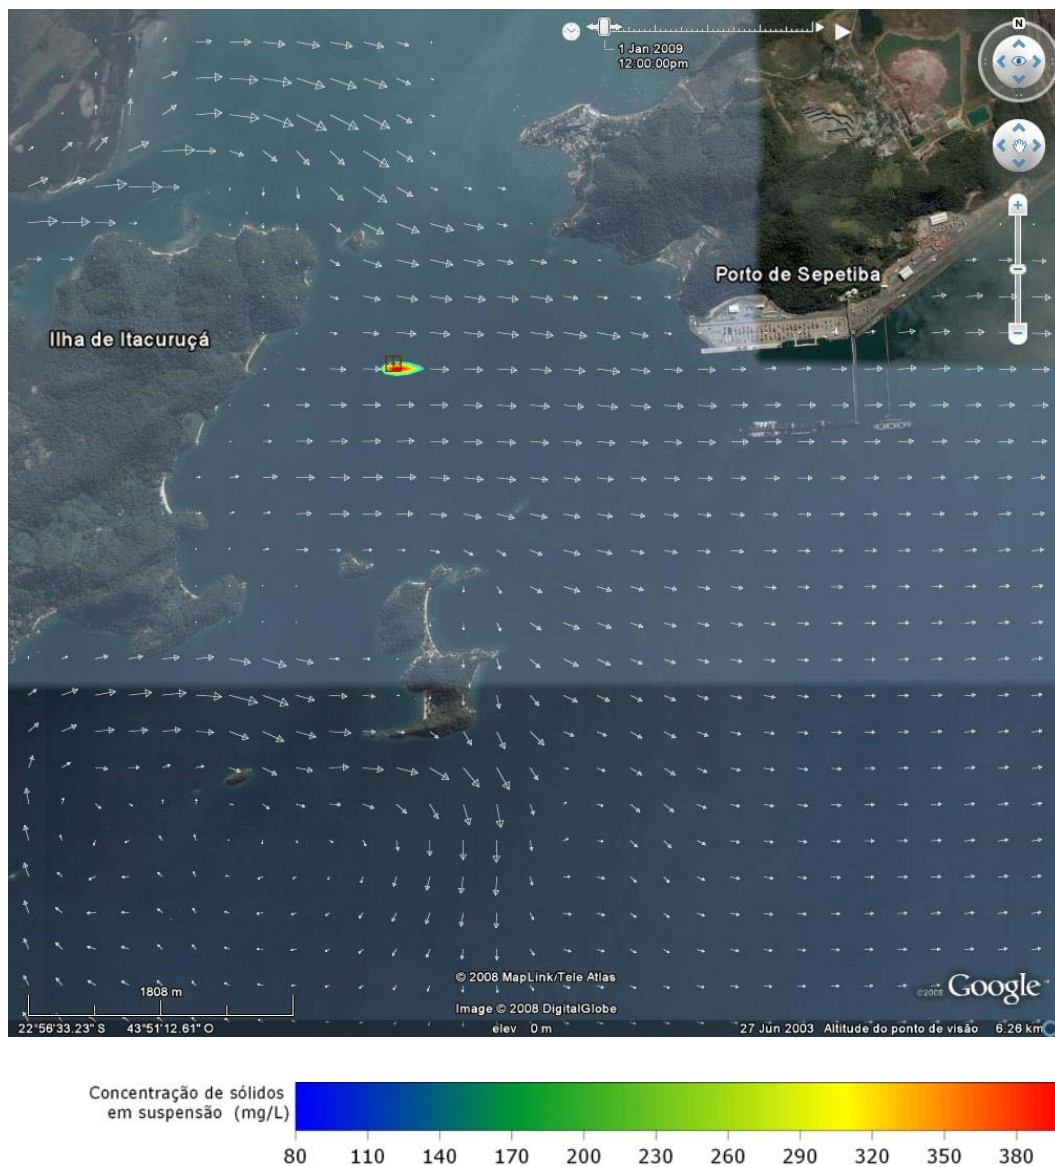 1 Jan 2009
12:00:00pm
N
Porto de Sepetiba
Ilha de Itacuruçá
© 2008 MapLink/Tele Atlas
1808 m
©2008 Google™
Image © 2008 DigitalGlobe
22°56'33.23" S 43°51'12.61" O
elev 0 m
27 Jun 2003 Altitude do ponto de visão 6.26 km
Concentração de sólidos
em suspensão (mg/L)
80 110 140 170 200 230 260 290 320 350 380